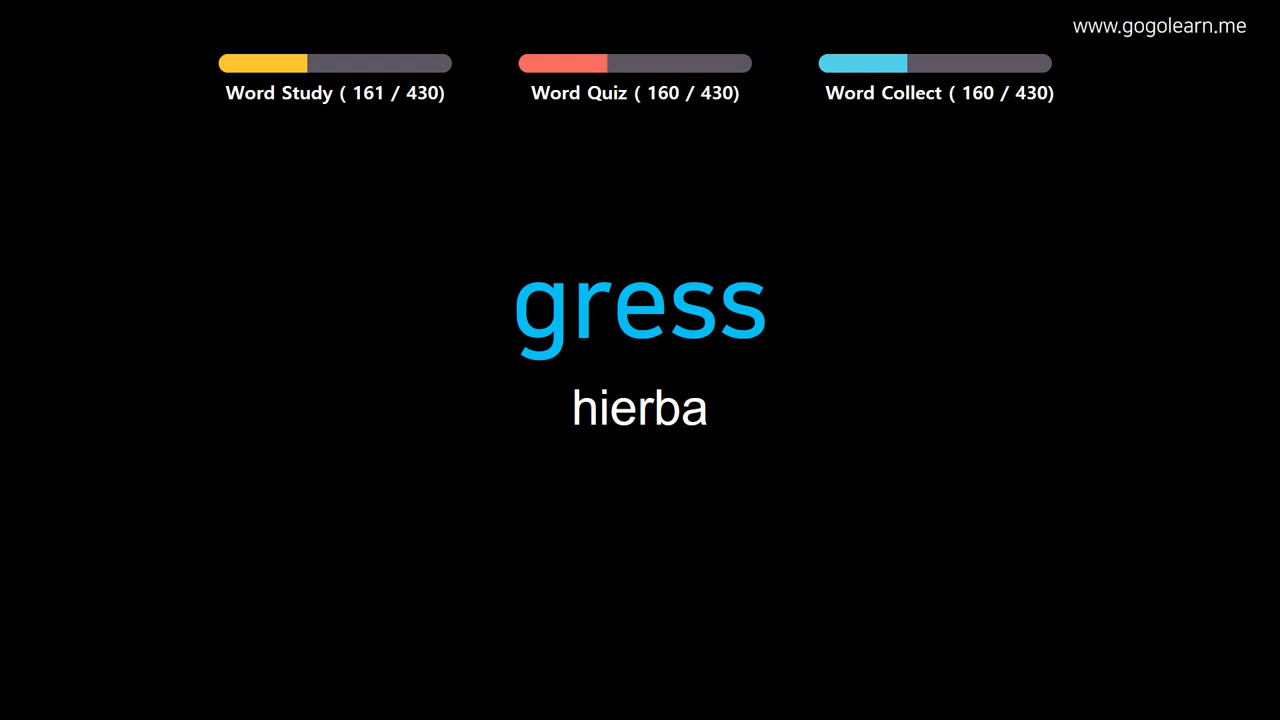 www.gogolearn.me
Word Study ( 161 / 430)
Word Quiz ( 160 / 430)
Word Collect ( 160 / 430)
gress
hierba